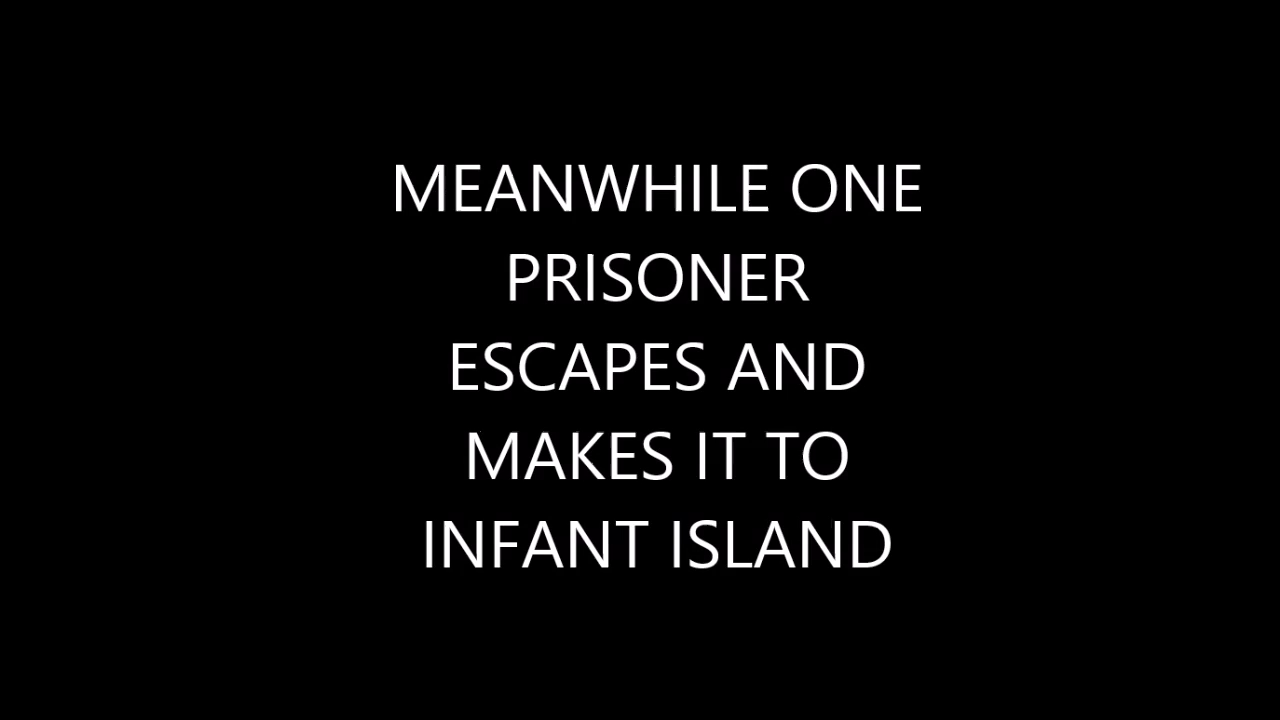 MEANWHILE ONE
PRISONER
ESCAPES AND
MAKES IT TO
INFANT ISLAND